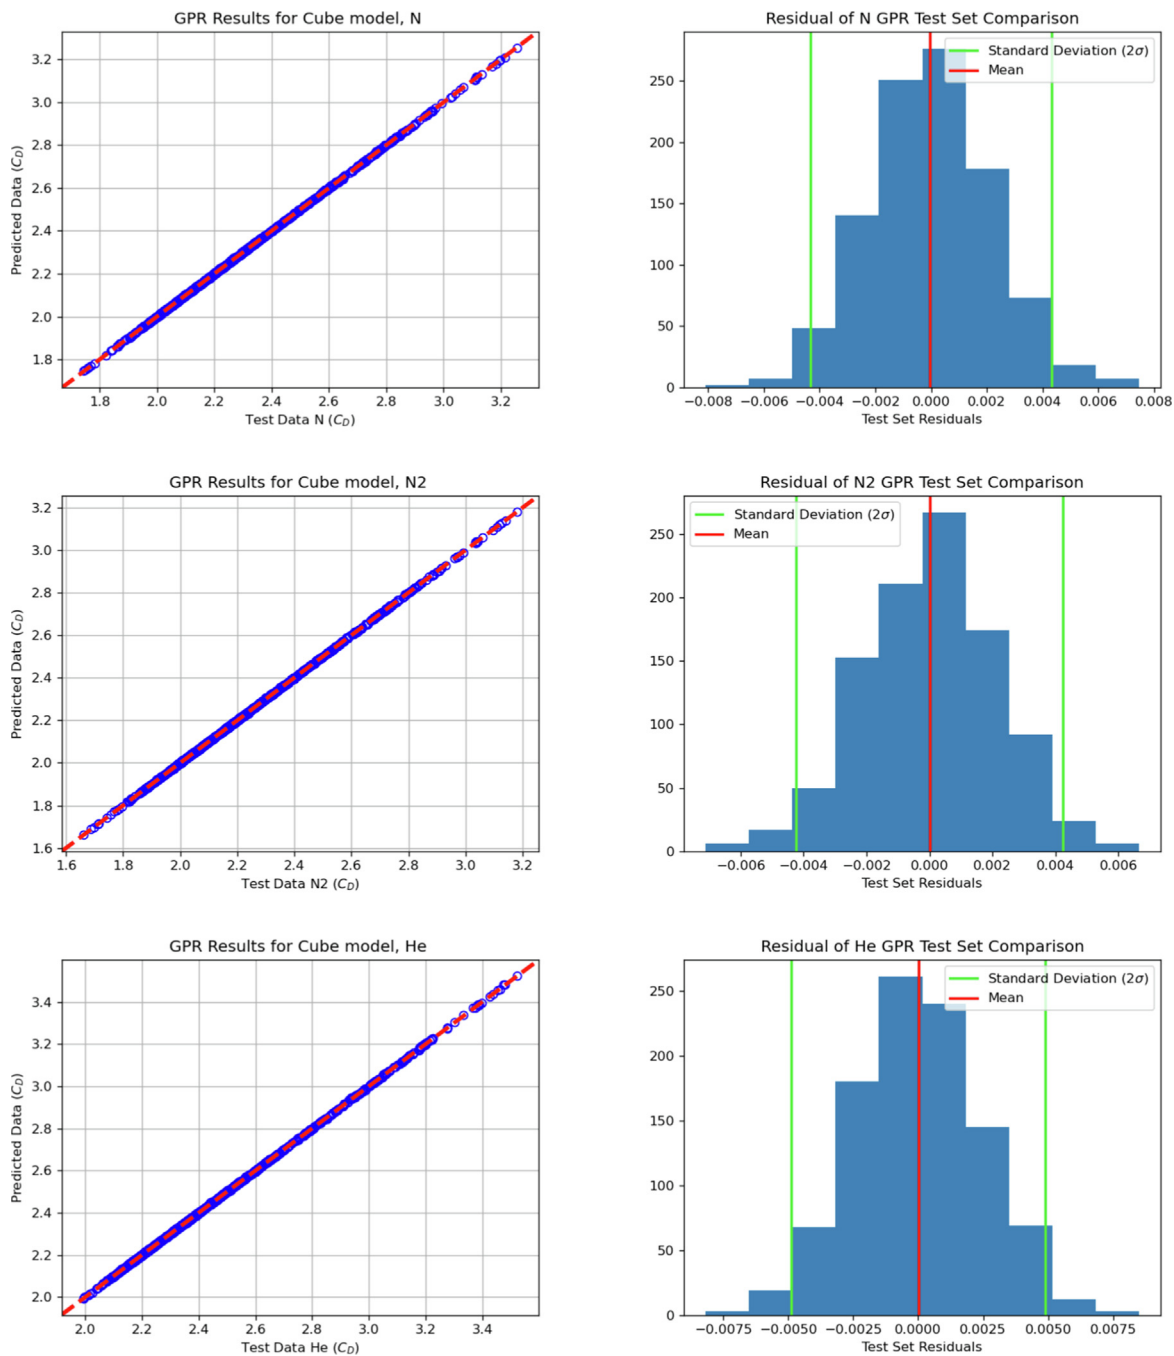 GPR Results for Cube model, N
Predicted Data (C_D)
3.2
3.0
2.8
2.6
2.4
2.2
2.0
1.8
1.8 2.0 2.2 2.4 2.6 2.8 3.0 3.2
Test Data N (C_D)
Residual of N GPR Test Set Comparison
Standard Deviation (2σ)
Mean
250
200
150
100
50
0
−0.008 −0.006 −0.004 −0.002 0.000 0.002 0.004 0.006 0.008
Test Set Residuals
GPR Results for Cube model, N2
Predicted Data (C_D)
3.2
3.0
2.8
2.6
2.4
2.2
2.0
1.8
1.6
1.6 1.8 2.0 2.2 2.4 2.6 2.8 3.0 3.2
Test Data N2 (C_D)
Residual of N2 GPR Test Set Comparison
Standard Deviation (2σ)
Mean
250
200
150
100
50
0
−0.006 −0.004 −0.002 0.000 0.002 0.004 0.006
Test Set Residuals
GPR Results for Cube model, He
Predicted Data (C_D)
3.4
3.2
3.0
2.8
2.6
2.4
2.2
2.0
2.0 2.2 2.4 2.6 2.8 3.0 3.2 3.4
Test Data He (C_D)
Residual of He GPR Test Set Comparison
Standard Deviation (2σ)
Mean
250
200
150
100
50
0
−0.0075 −0.0050 −0.0025 0.0000 0.0025 0.0050 0.0075
Test Set Residuals